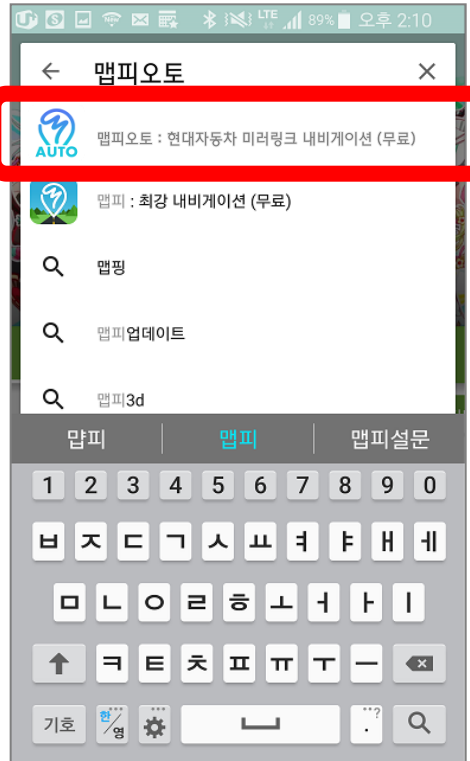 89% 오후 2:10
맵피오토
AUTO
맵피오토 : 현대자동차 미러링크 내비게이션 (무료)
맵피 : 최강 내비게이션 (무료)
맵핑
맵피업데이트
맵피3d
먑피 맵피 맵피설문
1 2 3 4 5 6 7 8 9 0
ㅂ ㅈ ㄷ ㄱ ㅅ ㅛ ㅕ ㅑ ㅐ ㅔ
ㅁ ㄴ ㅇ ㄹ ㅎ ㅗ ㅓ ㅏ ㅣ
ㅋ ㅌ ㅊ ㅍ ㅠ ㅜ ㅡ
기호 한/영 . ?